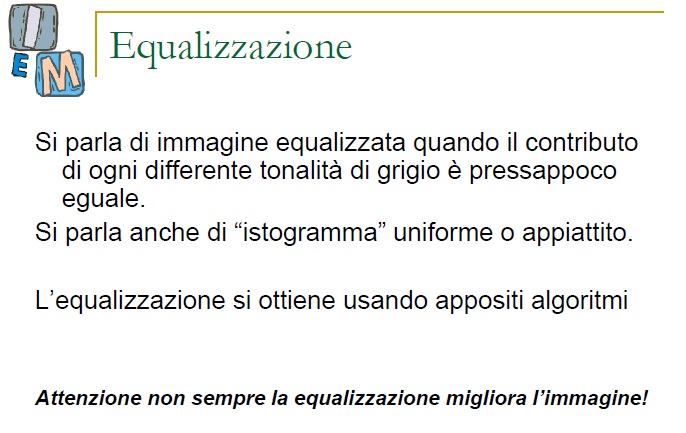 I
E M
Equalizzazione
Si parla di immagine equalizzata quando il contributo
di ogni differente tonalità di grigio è pressappoco
eguale.
Si parla anche di “istogramma” uniforme o appiattito.
L’equalizzazione si ottiene usando appositi algoritmi
Attenzione non sempre la equalizzazione migliora l’immagine!